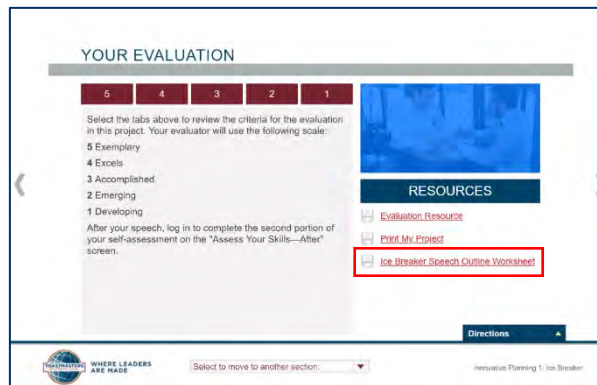 YOUR EVALUATION
5 4 3 2 1
Select the tabs above to review the criteria for the evaluation
in this project. Your evaluator will use the following scale:
5 Exemplary
4 Excels
3 Accomplished
2 Emerging
1 Developing
After your speech, log in to complete the second portion of
your self-assessment on the "Assess Your Skills—After"
screen.
RESOURCES
Evaluation Resource
Print My Project
Ice Breaker Speech Outline Worksheet
Directions
TOASTMASTERS
WHERE LEADERS
ARE MADE
Select to move to another section:
Innovative Planning 1: Ice Breaker